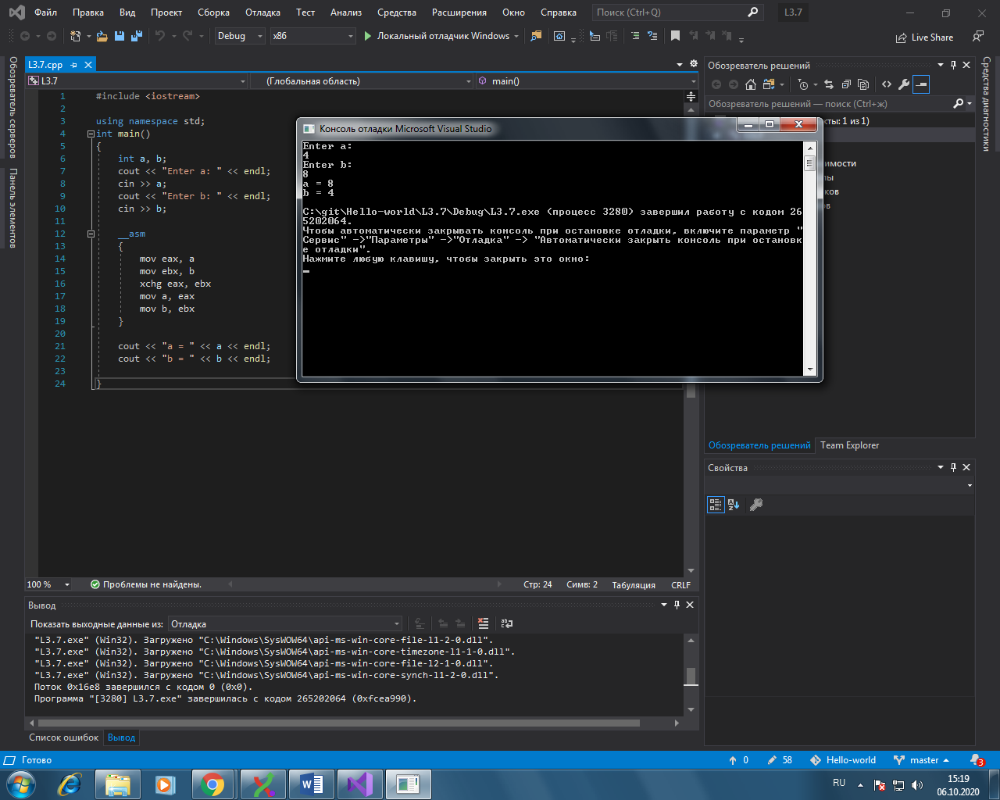 Файл Правка Вид Проект Сборка Отладка Тест Анализ Средства Расширения Окно Справка Поиск (Ctrl+Q) L3.7
Debug x86 Локальный отладчик Windows Live Share
Обозреватель серверов
Панель элементов
L3.7.cpp
L3.7 (Глобальная область) main()
1 #include <iostream>
2
3 using namespace std;
4 int main()
5 {
6 int a, b;
7 cout << "Enter a: " << endl;
8 cin >> a;
9 cout << "Enter b: " << endl;
10 cin >> b;
11
12 __asm
13 {
14 mov eax, a
15 mov ebx, b
16 xchg eax, ebx
17 mov a, eax
18 mov b, ebx
19 }
20
21 cout << "a = " << a << endl;
22 cout << "b = " << b << endl;
23
24 }
Консоль отладки Microsoft Visual Studio
Enter a:
4
Enter b:
8
a = 8
b = 4
C:\git\Hello-world\L3.7\Debug\L3.7.exe (процесс 3280) завершил работу с кодом 26
5202064.
Чтобы автоматически закрывать консоль при остановке отладки, включите параметр "
Сервис" ->"Параметры" ->"Отладка" -> "Автоматически закрыть консоль при остановк
е отладки".
Нажмите любую клавишу, чтобы закрыть это окно:
Обозреватель решений
Обозреватель решений — поиск (Ctrl+ж)
кты: 1 из 1)
Средства диагностики
Обозреватель решений Team Explorer
Свойства
100 % Проблемы не найдены. Стр: 24 Симв: 2 Табуляция CRLF
Вывод
Показать выходные данные из: Отладка
"L3.7.exe" (Win32). Загружено "C:\Windows\SysWOW64\api-ms-win-core-file-l1-2-0.dll".
"L3.7.exe" (Win32). Загружено "C:\Windows\SysWOW64\api-ms-win-core-timezone-l1-1-0.dll".
"L3.7.exe" (Win32). Загружено "C:\Windows\SysWOW64\api-ms-win-core-file-l2-1-0.dll".
"L3.7.exe" (Win32). Загружено "C:\Windows\SysWOW64\api-ms-win-core-synch-l1-2-0.dll".
Поток 0x16e8 завершился с кодом 0 (0x0).
Программа "[3280] L3.7.exe" завершилась с кодом 265202064 (0xfcea990).
Список ошибок Вывод
Готово 0 58 Hello-world master 3
RU 15:19
06.10.2020